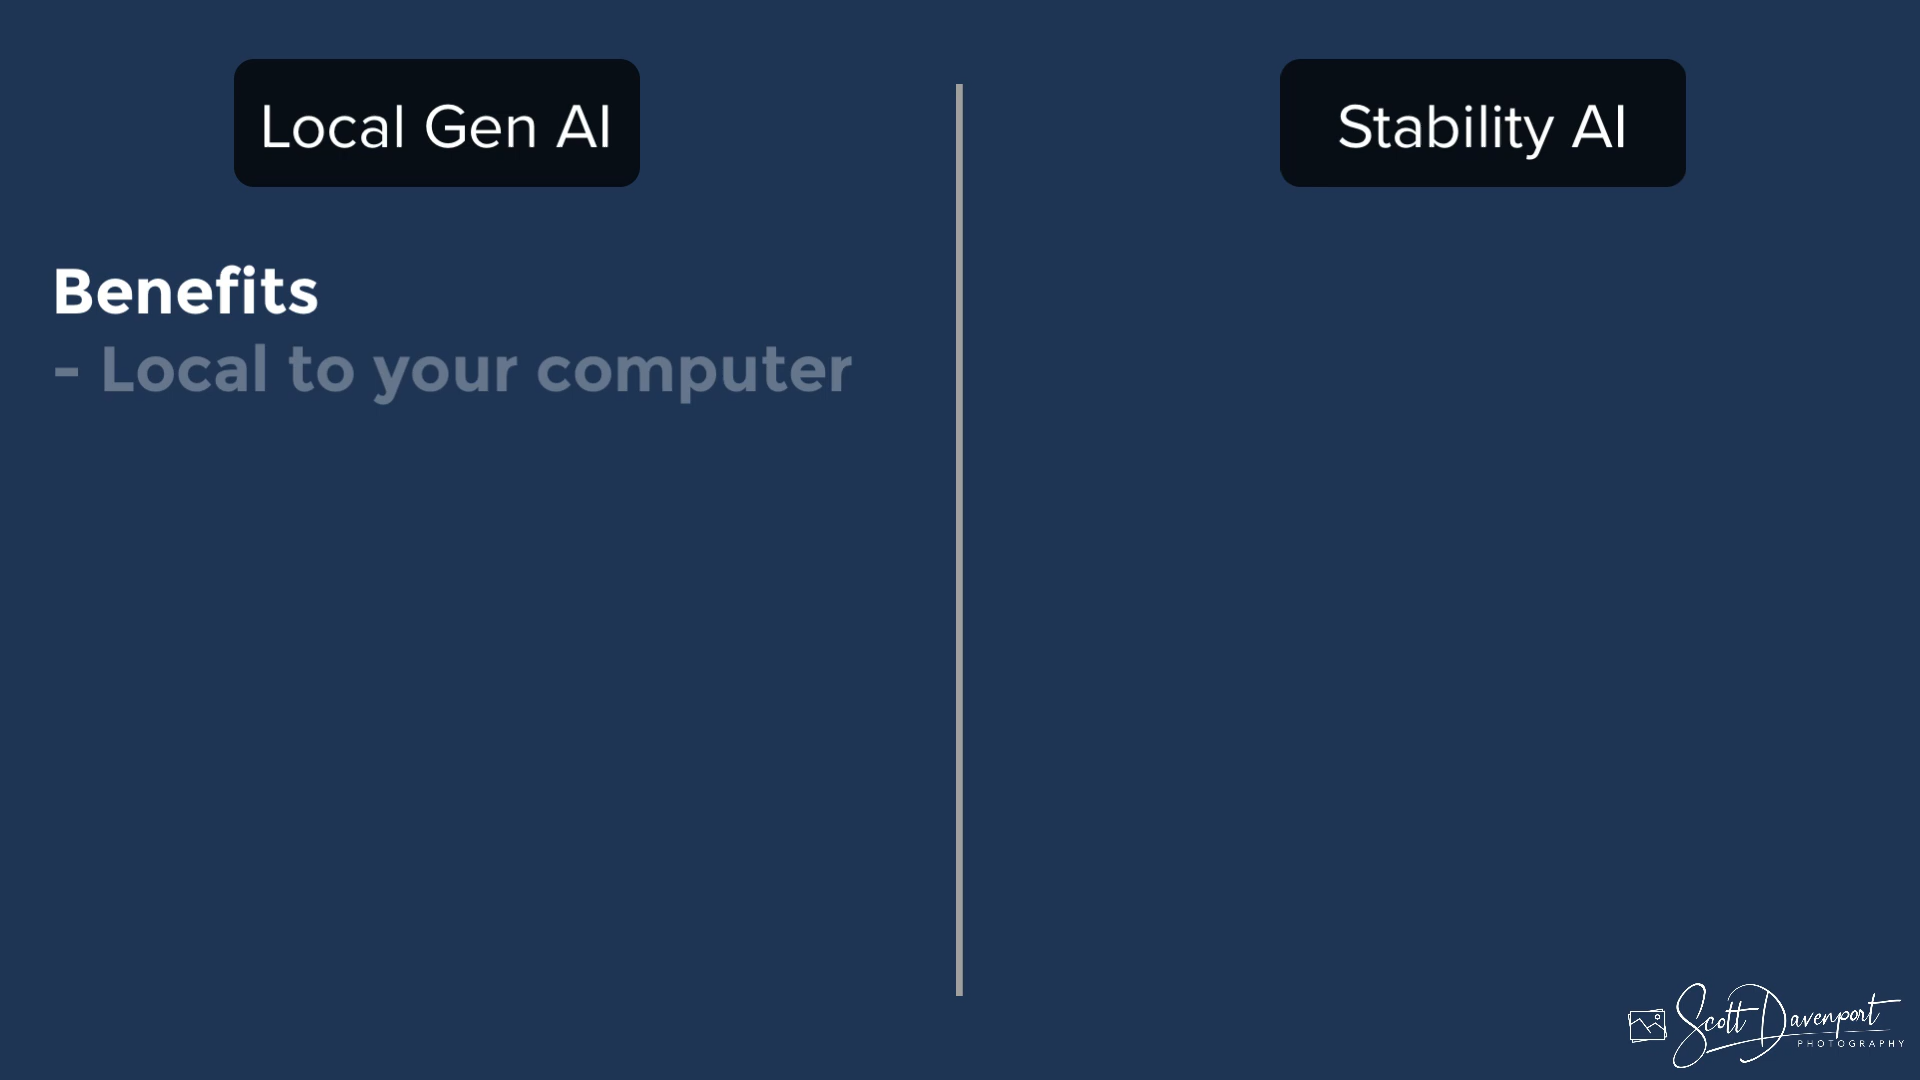 Local Gen AI
Stability AI
Benefits
- Local to your computer
Scott Davenport
PHOTOGRAPHY